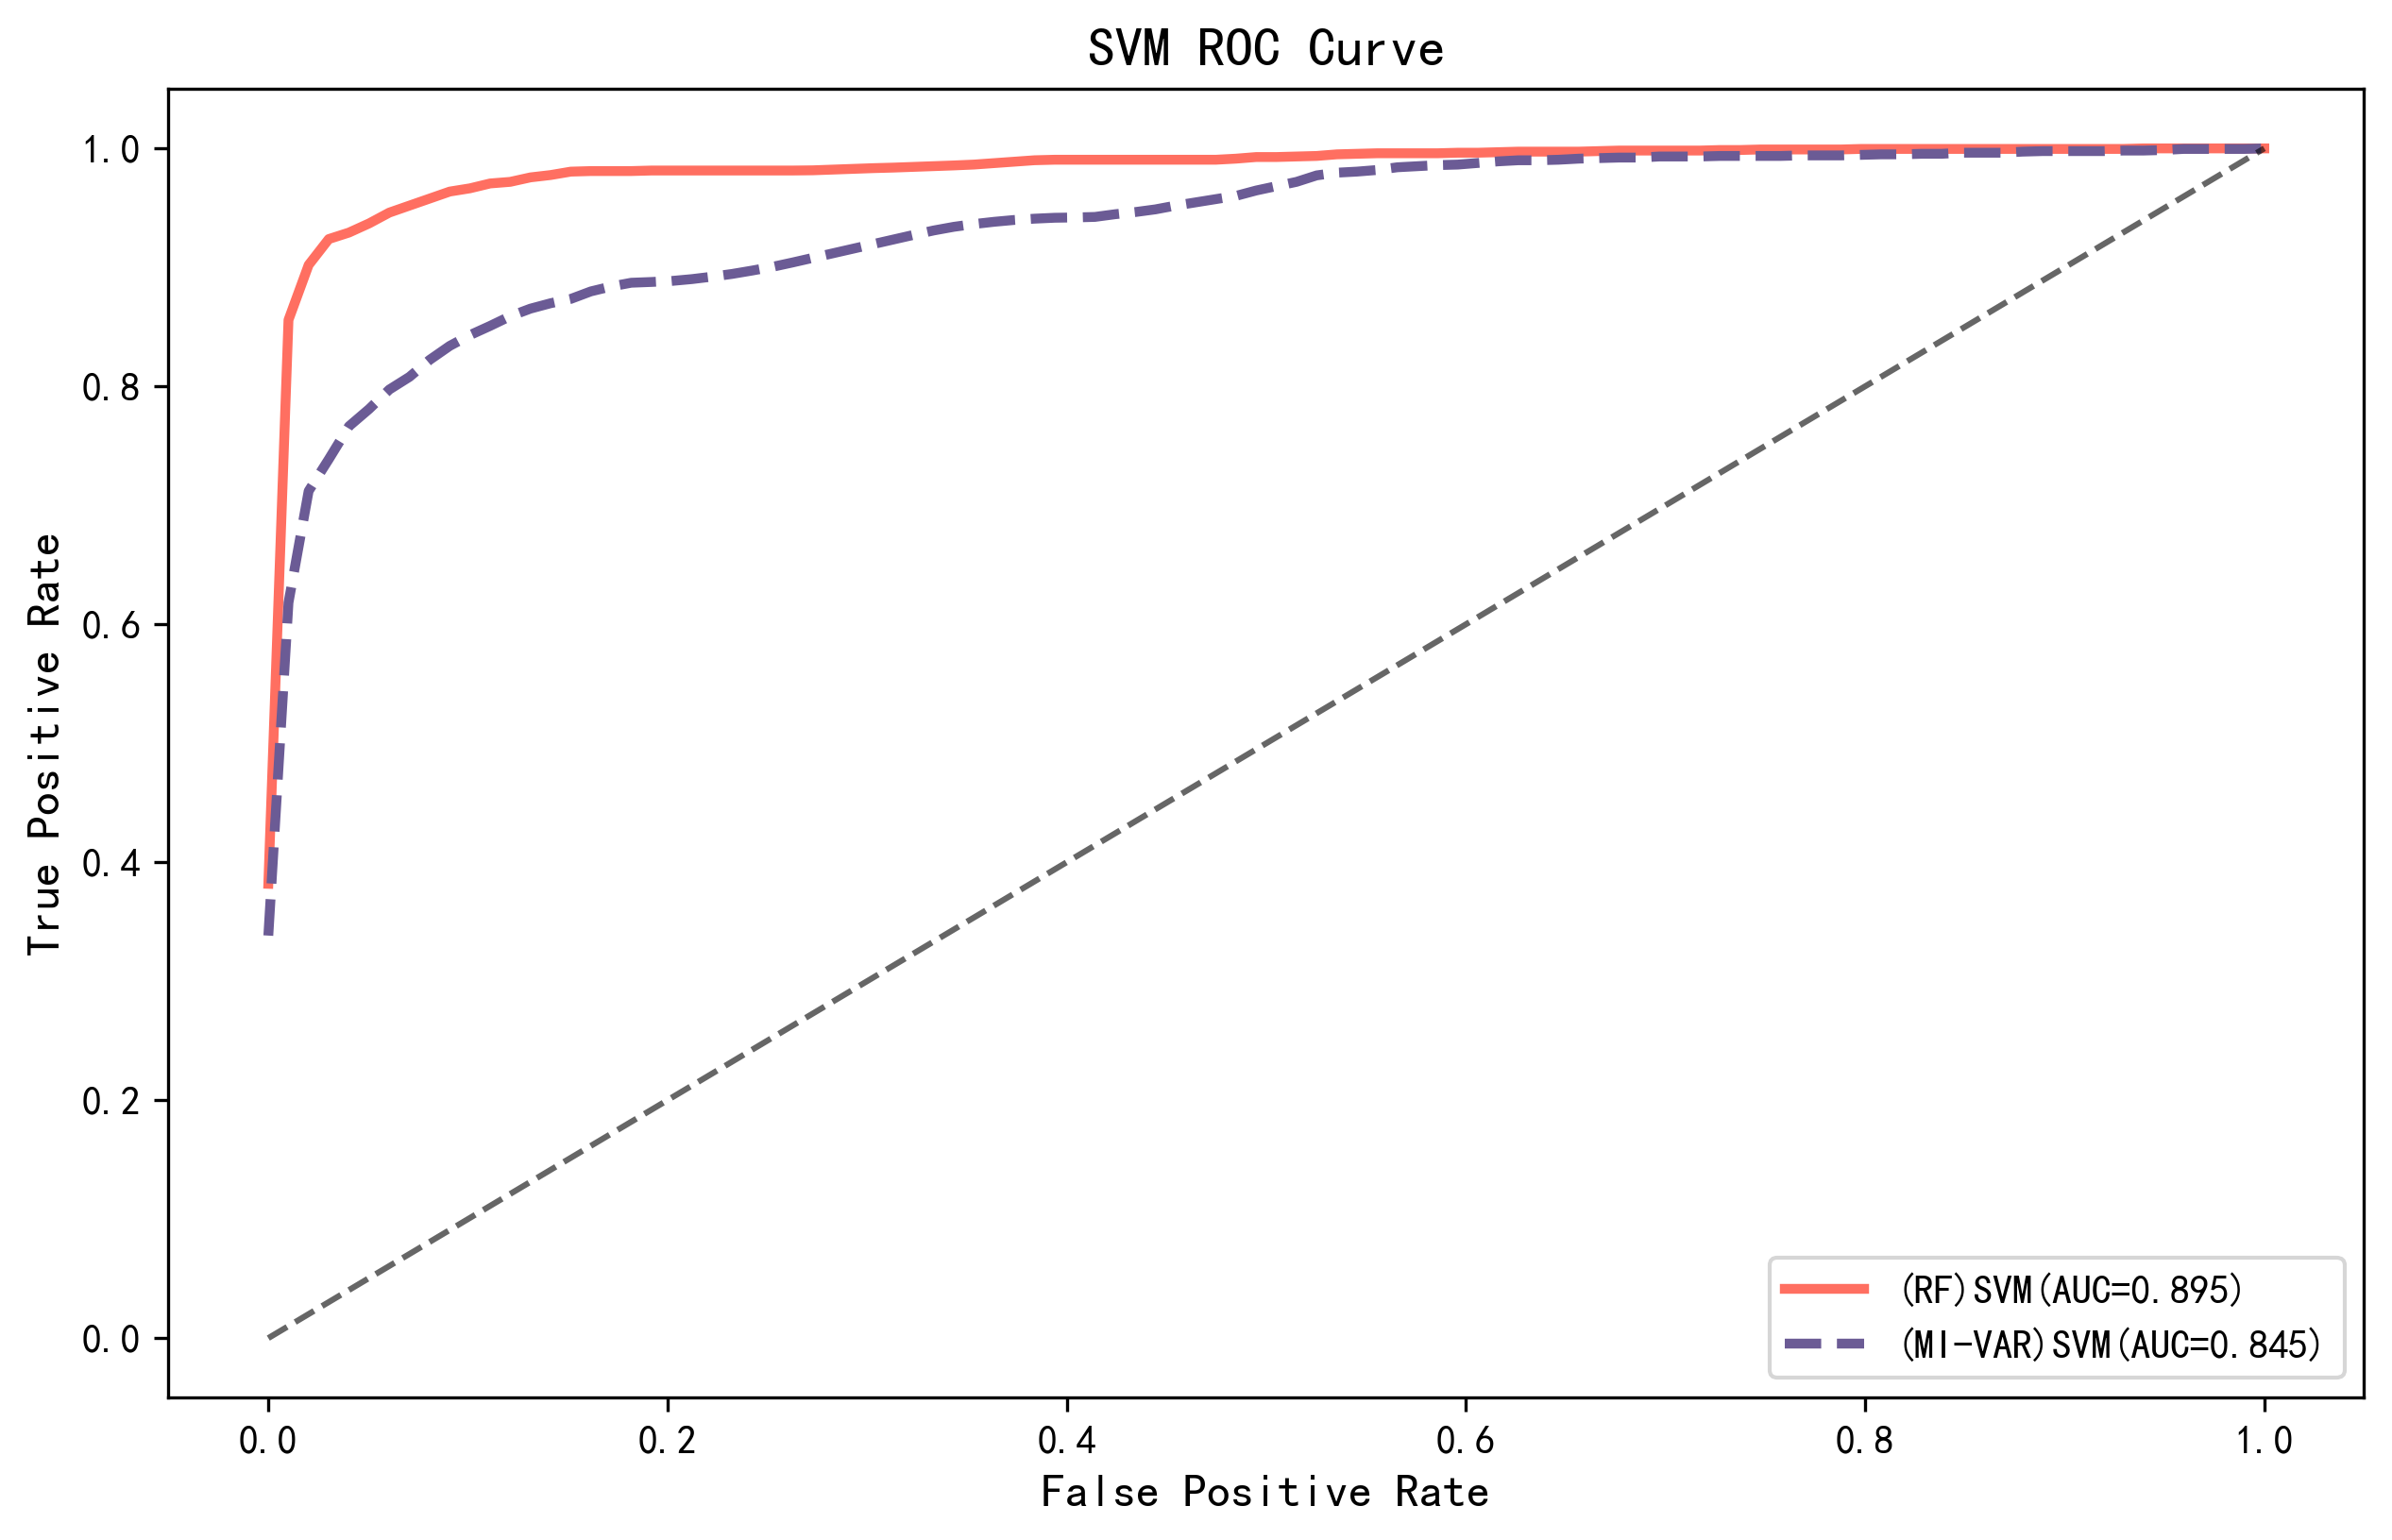 SVM ROC Curve
1.0
0.8
0.6
0.4
0.2
0.0
True Positive Rate
(RF)SVM(AUC=0.895)
(MI-VAR)SVM(AUC=0.845)
0.0 0.2 0.4 0.6 0.8 1.0
False Positive Rate